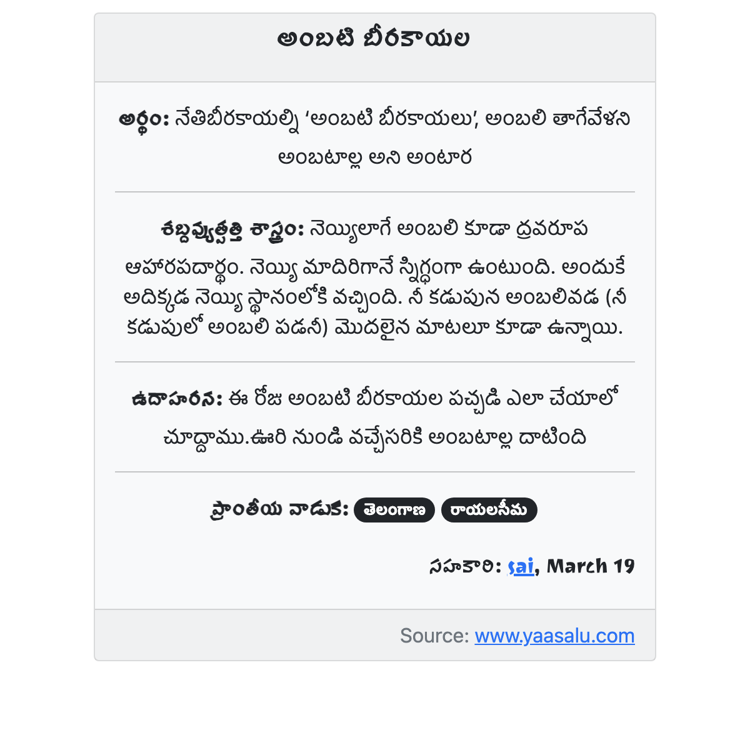 అంబటి బీరకాయల
అర్థం: నేతిబీరకాయల్ని ‘అంబటి బీరకాయలు’, అంబలి తాగేవేళని
అంబటాల్ల అని అంటార
శబ్దవ్యుత్పత్తి శాస్త్రం: నెయ్యిలాగే అంబలి కూడా ద్రవరూప
ఆహారపదార్థం. నెయ్యి మాదిరిగానే స్నిగ్ధంగా ఉంటుంది. అందుకే
అదిక్కడ నెయ్యి స్థానంలోకి వచ్చింది. నీ కడుపున అంబలివడ (నీ
కడుపులో అంబలి పడనీ) మొదలైన మాటలూ కూడా ఉన్నాయి.
ఉదాహరన: ఈ రోజు అంబటి బీరకాయల పచ్చడి ఎలా చేయాలో
చూద్దాము.ఊరి నుండి వచ్చేసరికి అంబటాల్ల దాటింది
ప్రాంతీయ వాడుక: తెలంగాణ రాయలసీమ
సహకారి: sai, March 19
Source: www.yaasalu.com